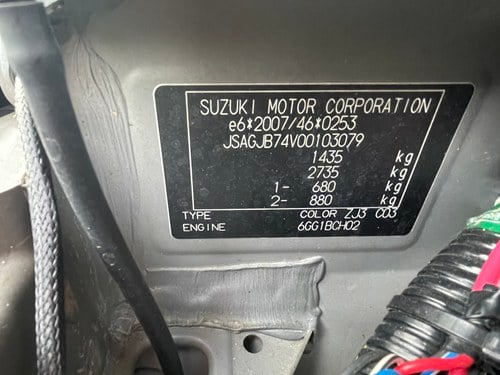 SUZUKI MOTOR CORPORATION
e6*2007/46*0253
JSAGJB74V00103079
1435 kg
2735 kg
1- 680 kg
2- 880 kg
TYPE COLOR ZJ3 C03
ENGINE 6GG1BCH02